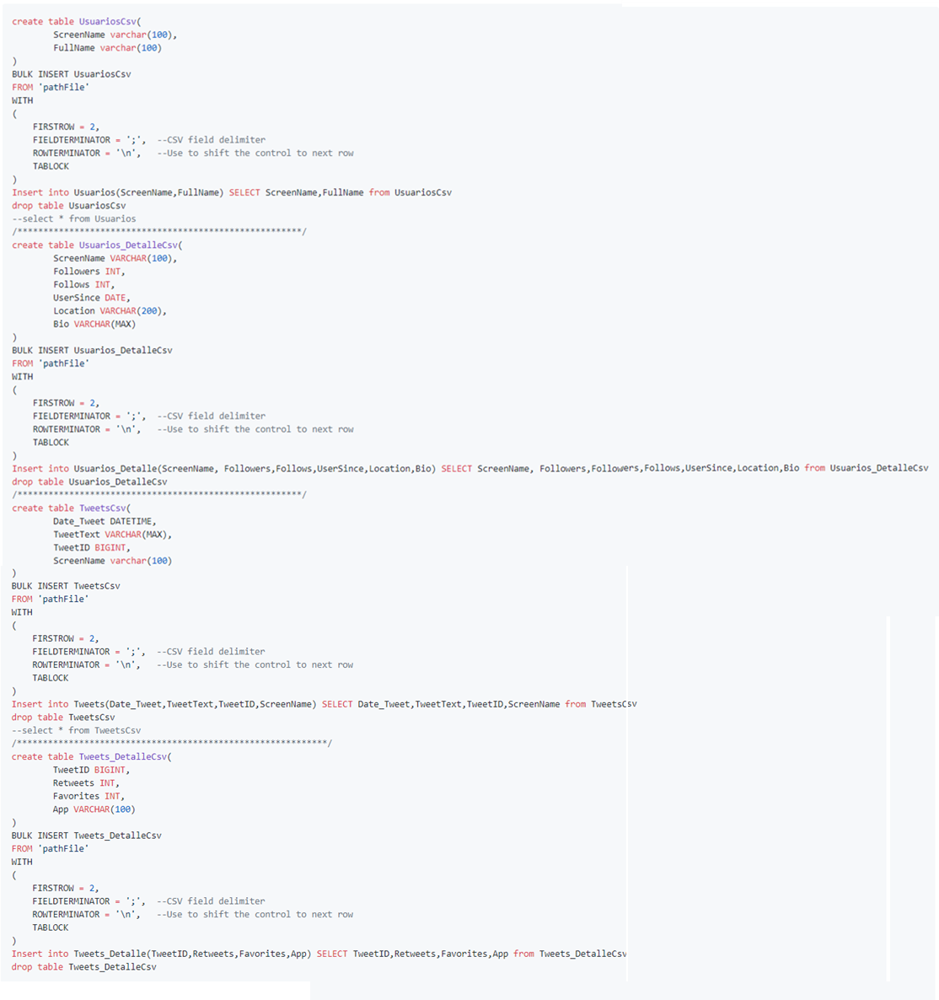 create table UsuariosCsv(
ScreenName varchar(100),
FullName varchar(100)
)
BULK INSERT UsuariosCsv
FROM 'pathFile'
WITH
(
FIRSTROW = 2,
FIELDTERMINATOR = ';',  --CSV field delimiter
ROWTERMINATOR = '\n',   --Use to shift the control to next row
TABLOCK
)
Insert into Usuarios(ScreenName,FullName) SELECT ScreenName,FullName from UsuariosCsv
drop table UsuariosCsv
--select * from Usuarios
/*******************************************************/
create table Usuarios_DetalleCsv(
ScreenName VARCHAR(100),
Followers INT,
Follows INT,
UserSince DATE,
Location VARCHAR(200),
Bio VARCHAR(MAX)
)
BULK INSERT Usuarios_DetalleCsv
FROM 'pathFile'
WITH
(
FIRSTROW = 2,
FIELDTERMINATOR = ';',  --CSV field delimiter
ROWTERMINATOR = '\n',   --Use to shift the control to next row
TABLOCK
)
Insert into Usuarios_Detalle(ScreenName, Followers,Follows,UserSince,Location,Bio) SELECT ScreenName, Followers,Followers,Follows,UserSince,Location,Bio from Usuarios_DetalleCsv
drop table Usuarios_DetalleCsv
/*******************************************************/
create table TweetsCsv(
Date_Tweet DATETIME,
TweetText VARCHAR(MAX),
TweetID BIGINT,
ScreenName varchar(100)
)
BULK INSERT TweetsCsv
FROM 'pathFile'
WITH
(
FIRSTROW = 2,
FIELDTERMINATOR = ';',  --CSV field delimiter
ROWTERMINATOR = '\n',   --Use to shift the control to next row
TABLOCK
)
Insert into Tweets(Date_Tweet,TweetText,TweetID,ScreenName) SELECT Date_Tweet,TweetText,TweetID,ScreenName from TweetsCsv
drop table TweetsCsv
--select * from TweetsCsv
/************************************************************/
create table Tweets_DetalleCsv(
TweetID BIGINT,
Retweets INT,
Favorites INT,
App VARCHAR(100)
)
BULK INSERT Tweets_DetalleCsv
FROM 'pathFile'
WITH
(
FIRSTROW = 2,
FIELDTERMINATOR = ';',  --CSV field delimiter
ROWTERMINATOR = '\n',   --Use to shift the control to next row
TABLOCK
)
Insert into Tweets_Detalle(TweetID,Retweets,Favorites,App) SELECT TweetID,Retweets,Favorites,App from Tweets_DetalleCsv
drop table Tweets_DetalleCsv